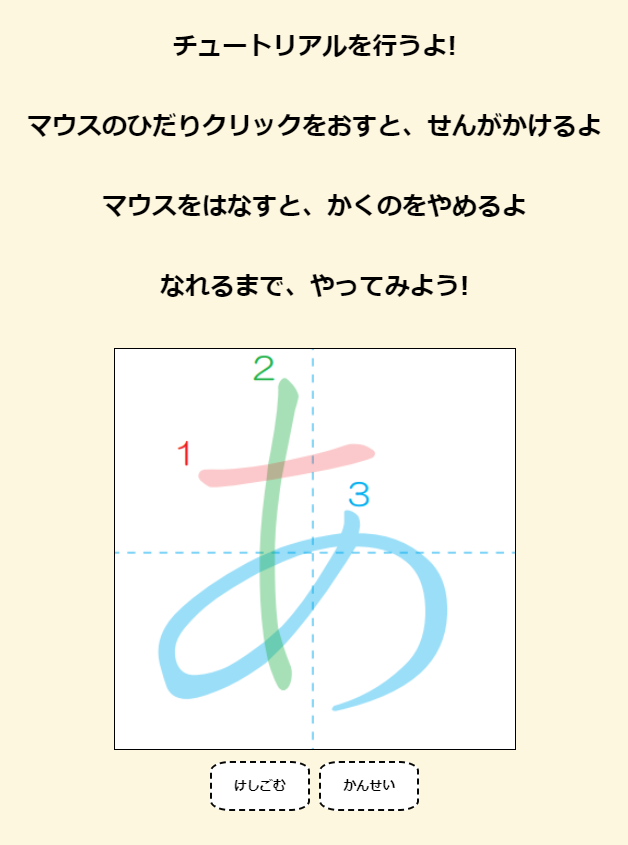 チュートリアルを行うよ!
マウスのひだりクリックをおすと、せんがかけるよ
マウスをはなすと、かくのをやめるよ
なれるまで、やってみよう!
2
1
3
あ
けしごむ かんせい